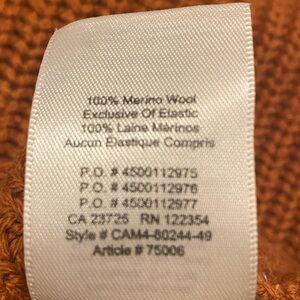 100% Merino Wool
Exclusive Of Elastic
100% Laine Mérinos
Aucun Élastique Compris
P.O. # 4500112975
P.O. # 4500112976
P.O. # 4500112977
CA 23725 RN 122354
Style # CAM4-80244-49
Article # 75006